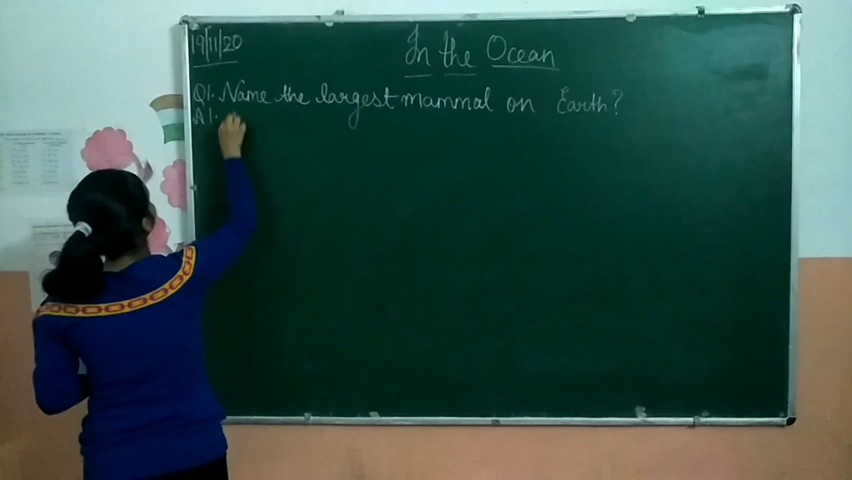 19/11/20
In the Ocean
Q1. Name the largest mammal on Earth?
A1.